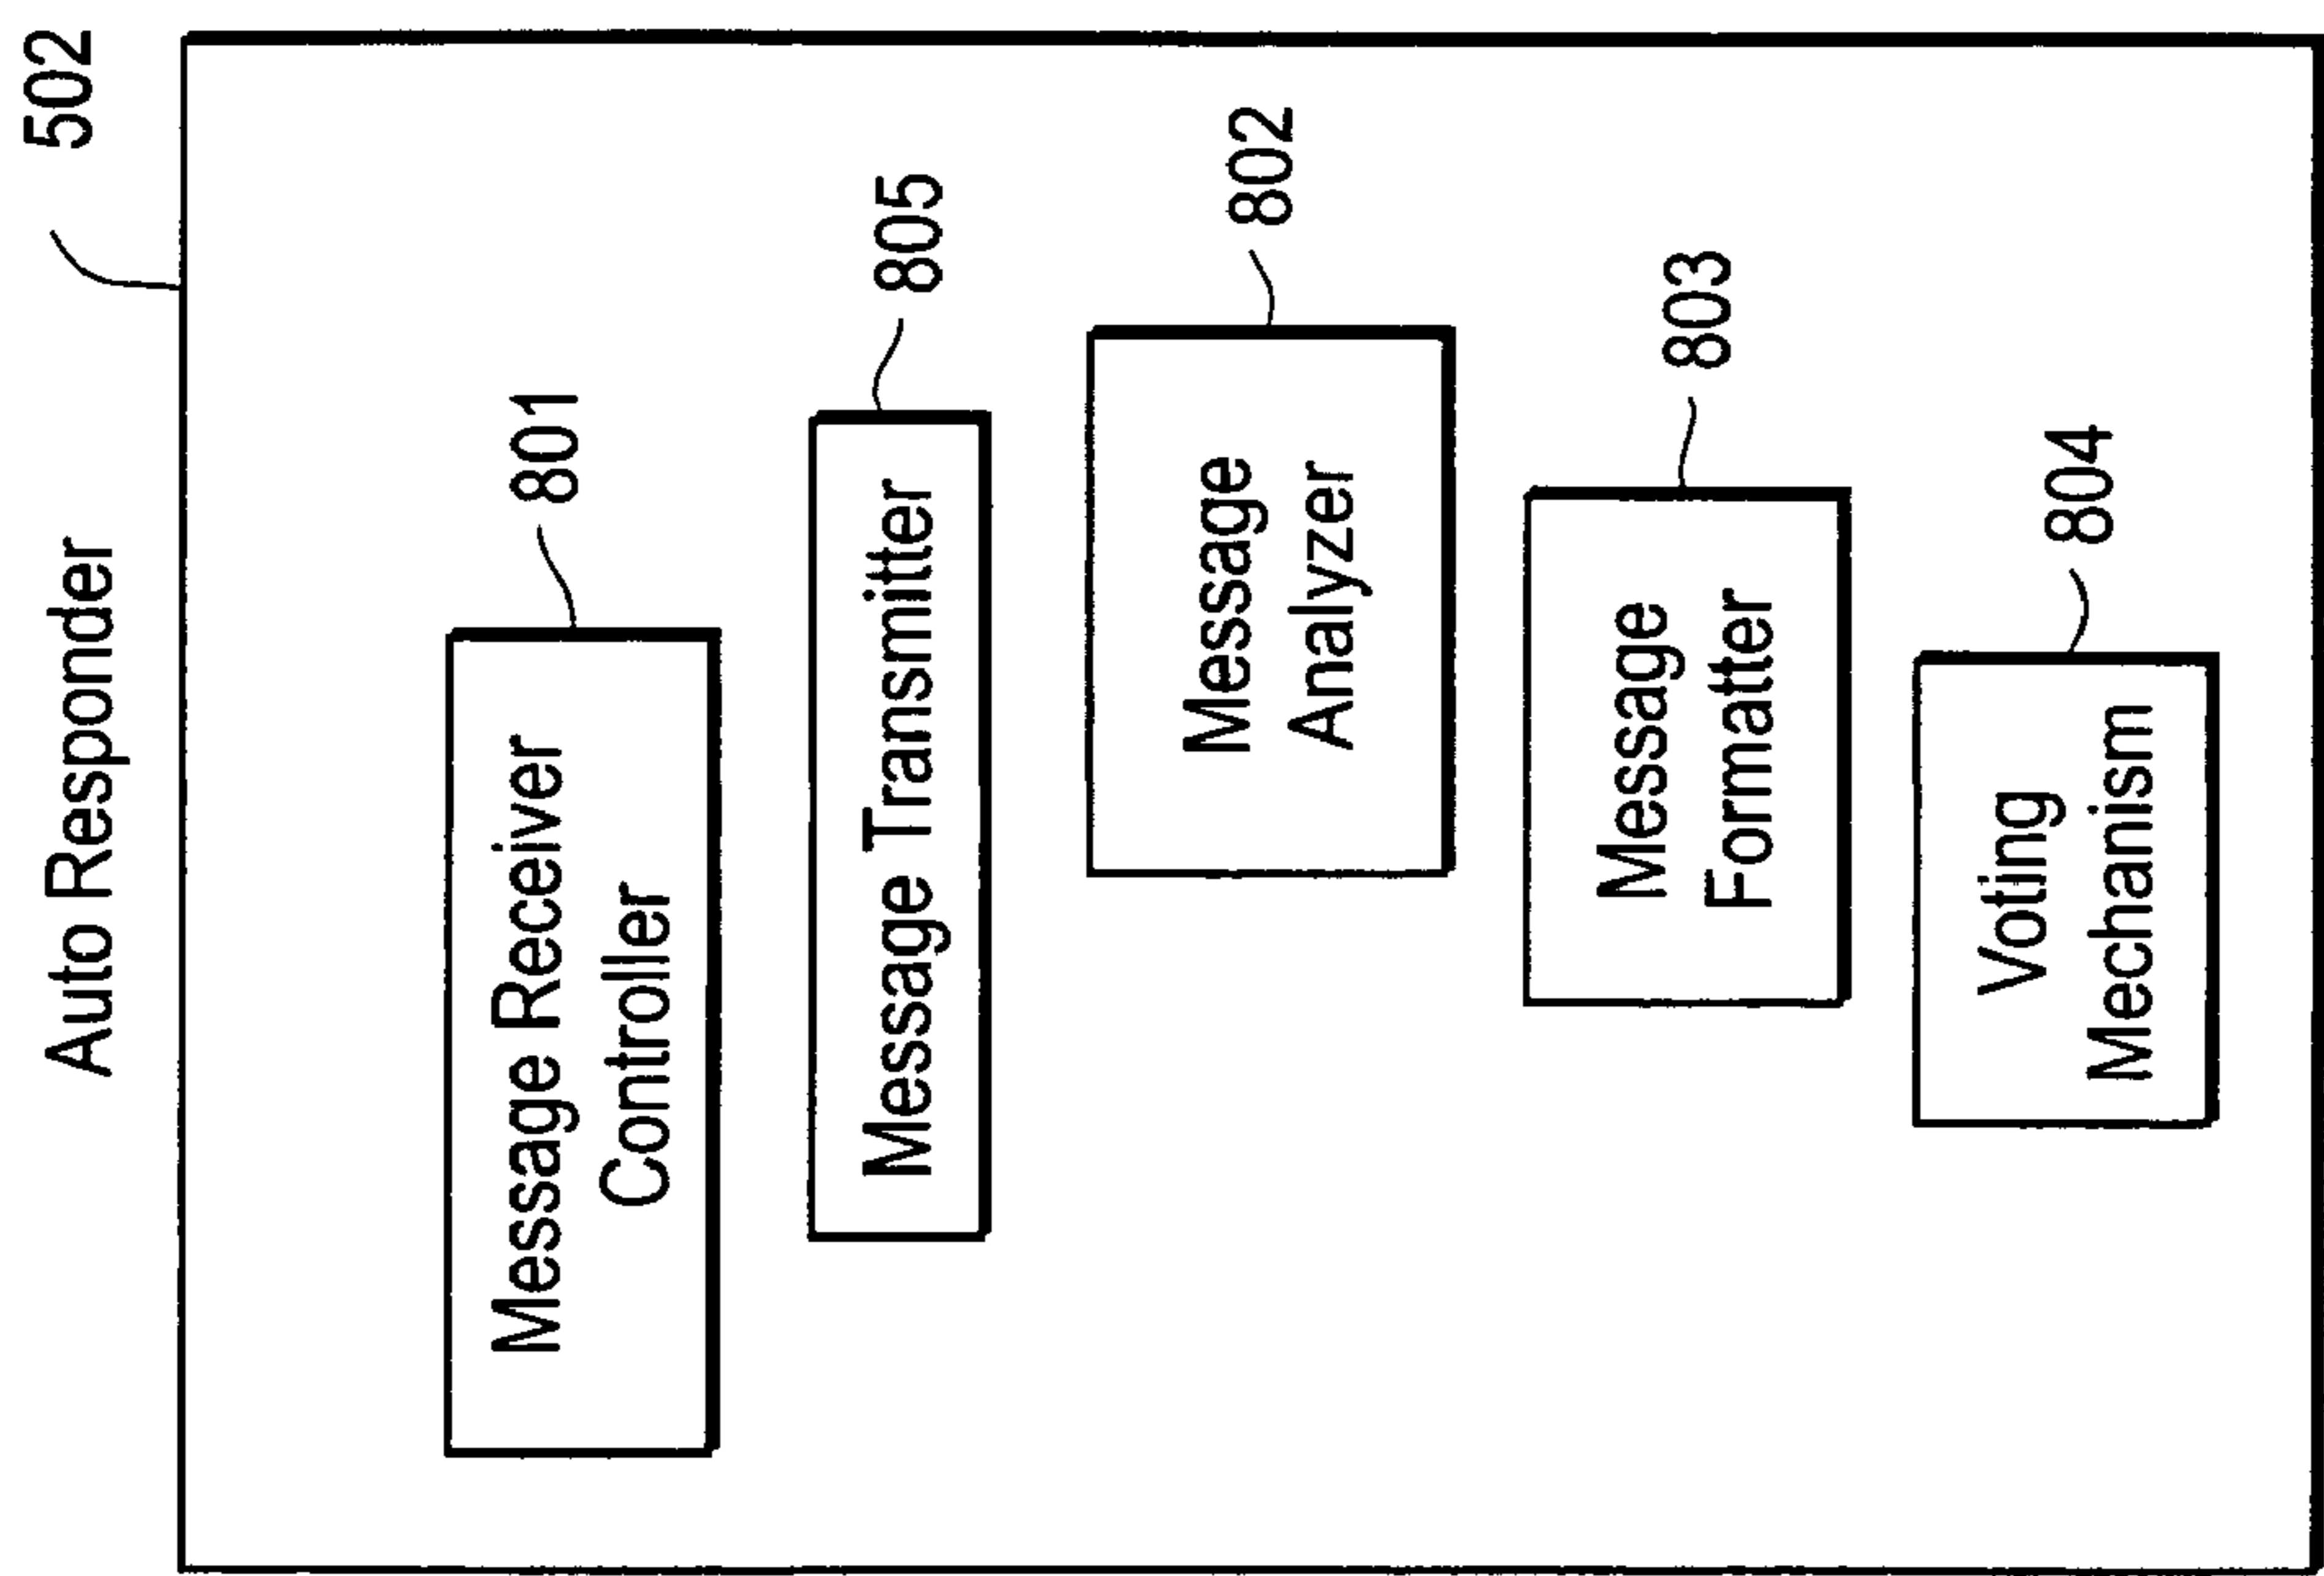 Auto Responder
502
Message Receiver
Controller
801
Message Transmitter
805
Message
Analyzer
802
Message
Formatter
803
Voting
Mechanism
804